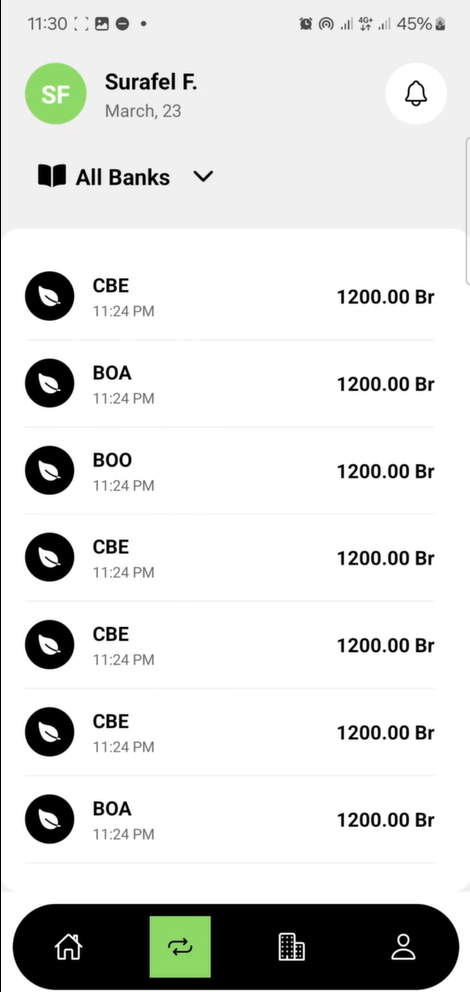 11:30 4G+ 45%
SF Surafel F.
March, 23
All Banks
CBE 1200.00 Br
11:24 PM
BOA 1200.00 Br
11:24 PM
BOO 1200.00 Br
11:24 PM
CBE 1200.00 Br
11:24 PM
CBE 1200.00 Br
11:24 PM
CBE 1200.00 Br
11:24 PM
BOA 1200.00 Br
11:24 PM